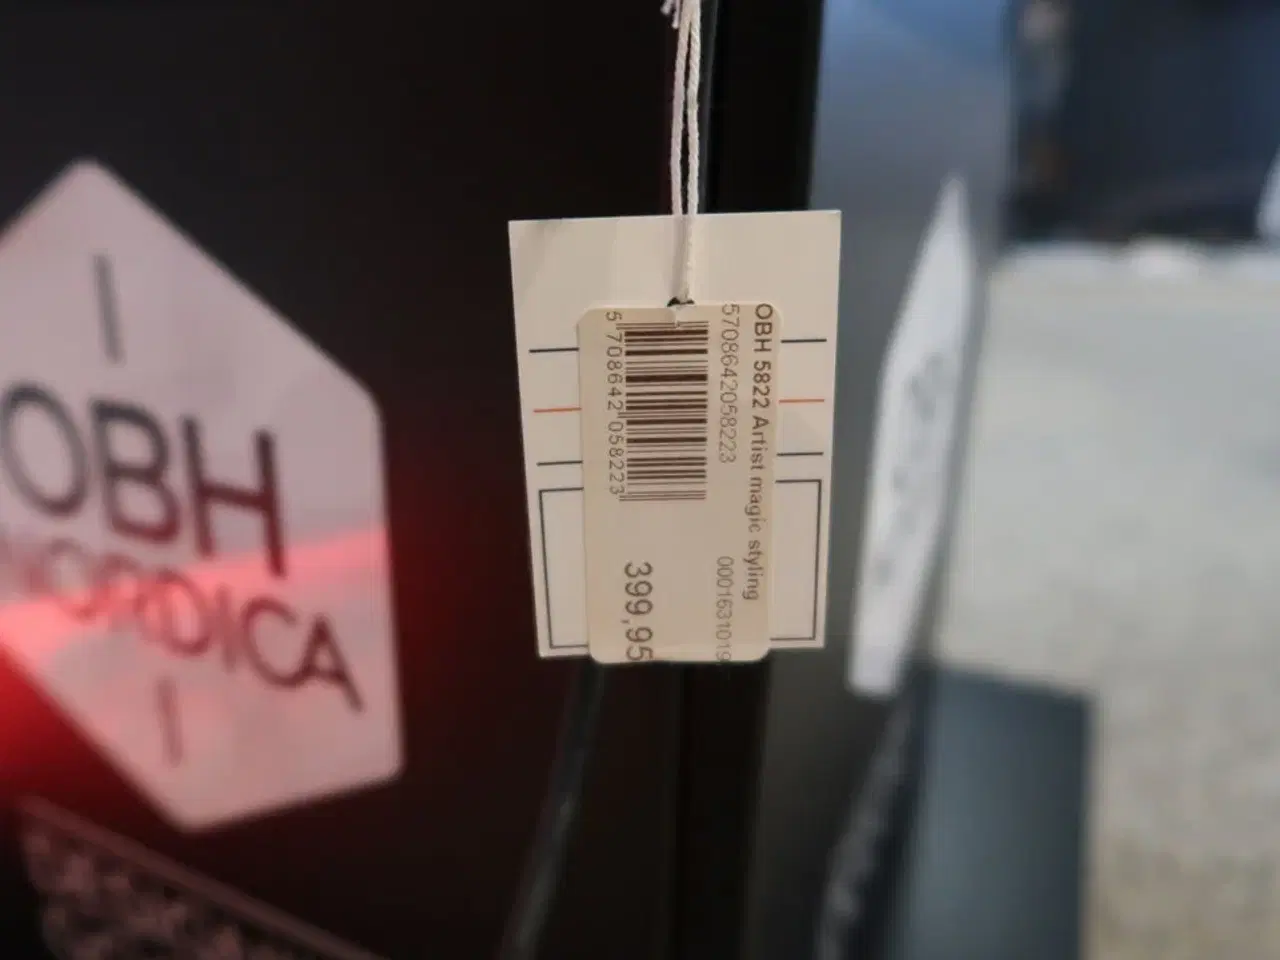 OBH
NORDICA
OBH 5822 Artist magic styling
5708642058223
0001631019
5 708642 058223
399,95